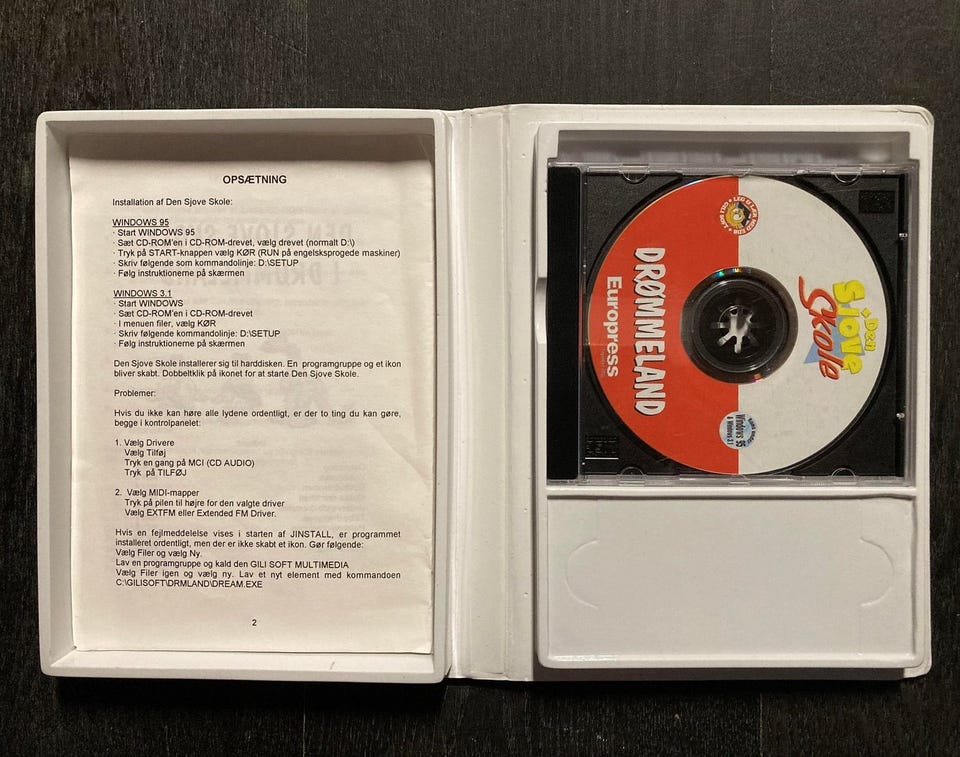 OPSÆTNING
Installation af Den Sjove Skole:
WINDOWS 95
· Start WINDOWS 95
· Sæt CD-ROM'en i CD-ROM-drevet, vælg drevet (normalt D:\)
· Tryk på START-knappen vælg KØR (RUN på engelsksprogede maskiner)
· Skriv følgende som kommandolinje: D:\SETUP
· Følg instruktionerne på skærmen
WINDOWS 3.1
· Start WINDOWS
· Sæt CD-ROM'en i CD-ROM-drevet
· I menuen filer, vælg KØR
· Skriv følgende kommandolinje: D:\SETUP
· Følg instruktionerne på skærmen
Den Sjove Skole installerer sig til harddisken. En programgruppe og et ikon
bliver skabt. Dobbeltklik på ikonet for at starte Den Sjove Skole.
Problemer:
Hvis du ikke kan høre alle lydene ordentligt, er der to ting du kan gøre,
begge i kontrolpanelet:
1. Vælg Drivere
Vælg Tilføj
Tryk en gang på MCI (CD AUDIO)
Tryk på TILFØJ
2. Vælg MIDI-mapper
Tryk på pilen til højre for den valgte driver
Vælg EXTFM eller Extended FM Driver.
Hvis en fejlmeddelelse vises i starten af JINSTALL, er programmet
installeret ordentligt, men der er ikke skabt et ikon. Gør følgende:
Vælg Filer og vælg Ny.
Lav en programgruppe og kald den GILI SOFT MULTIMEDIA
Vælg Filer igen og vælg ny. Lav et nyt element med kommandoen
C:\GILISOFT\DRMLAND\DREAM.EXE
2
Den
Sjove
Skole
DRØMMELAND
Europress
Windows 95
& Windows 3.1